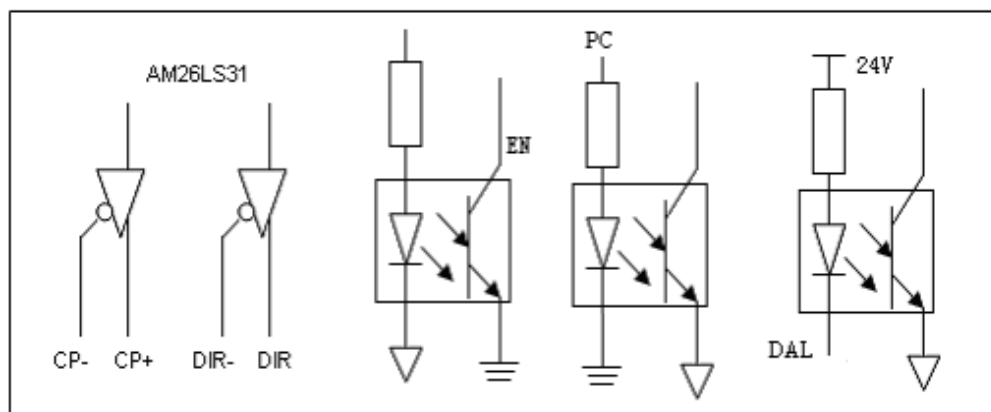 AM26LS31
PC
24V
EN
DAL
CP- CP+ DIR- DIR